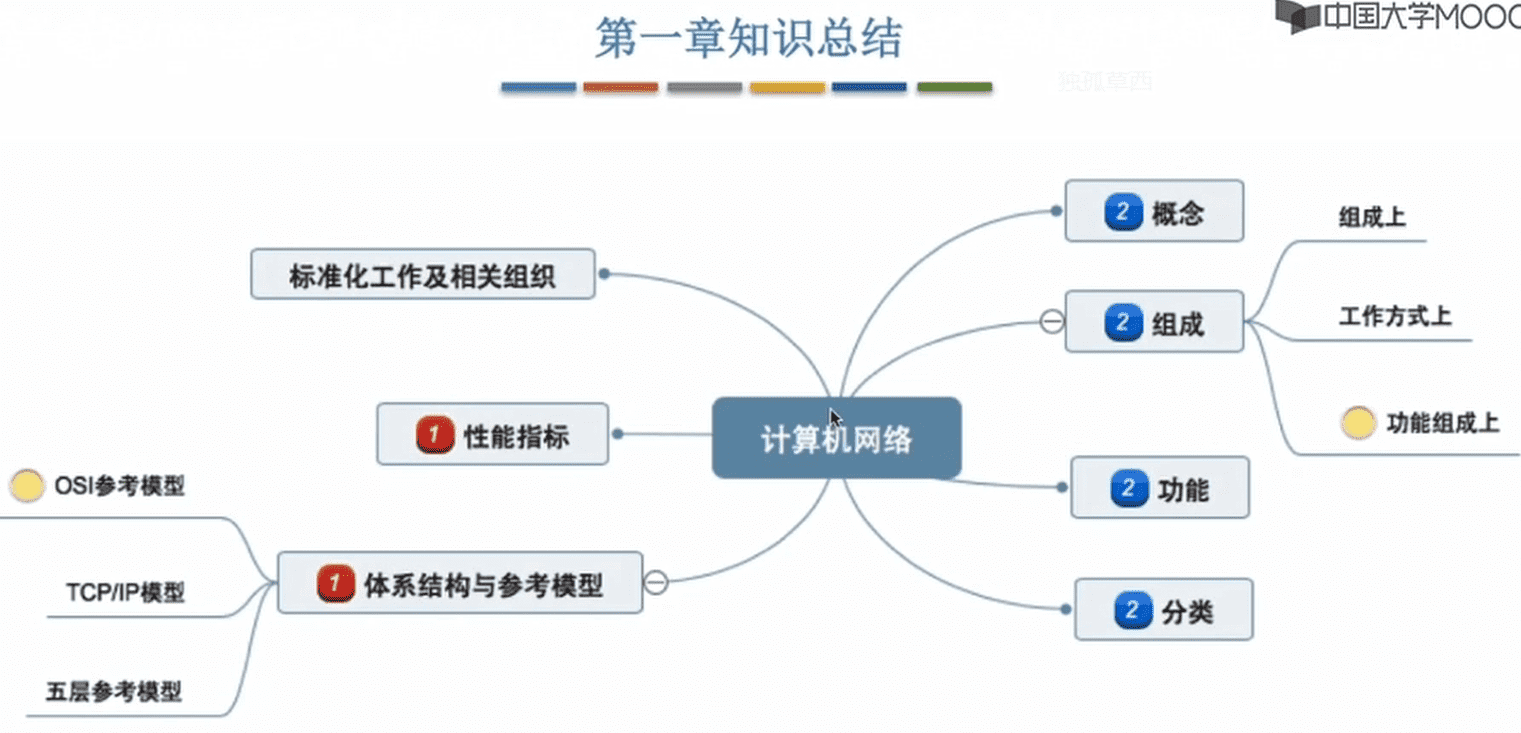 第一章知识总结
中国大学MOOC
独孤草西
标准化工作及相关组织
1 性能指标
OSI参考模型
TCP/IP模型
五层参考模型
1 体系结构与参考模型
计算机网络
2 概念
2 组成
组成上
工作方式上
功能组成上
2 功能
2 分类